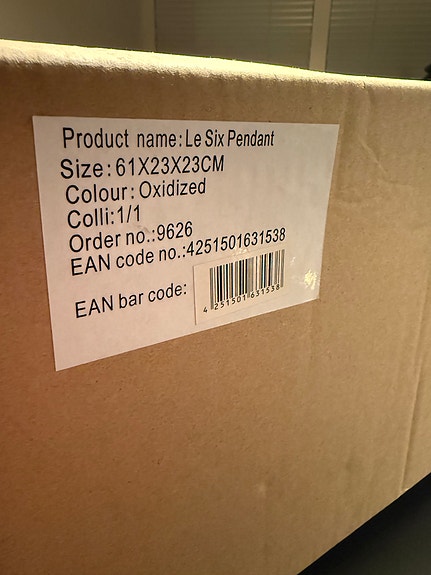 Product name: Le Six Pendant
Size: 61X23X23CM
Colour: Oxidized
Colli:1/1
Order no.:9626
EAN code no.:4251501631538
EAN bar code:
4 251501 631538